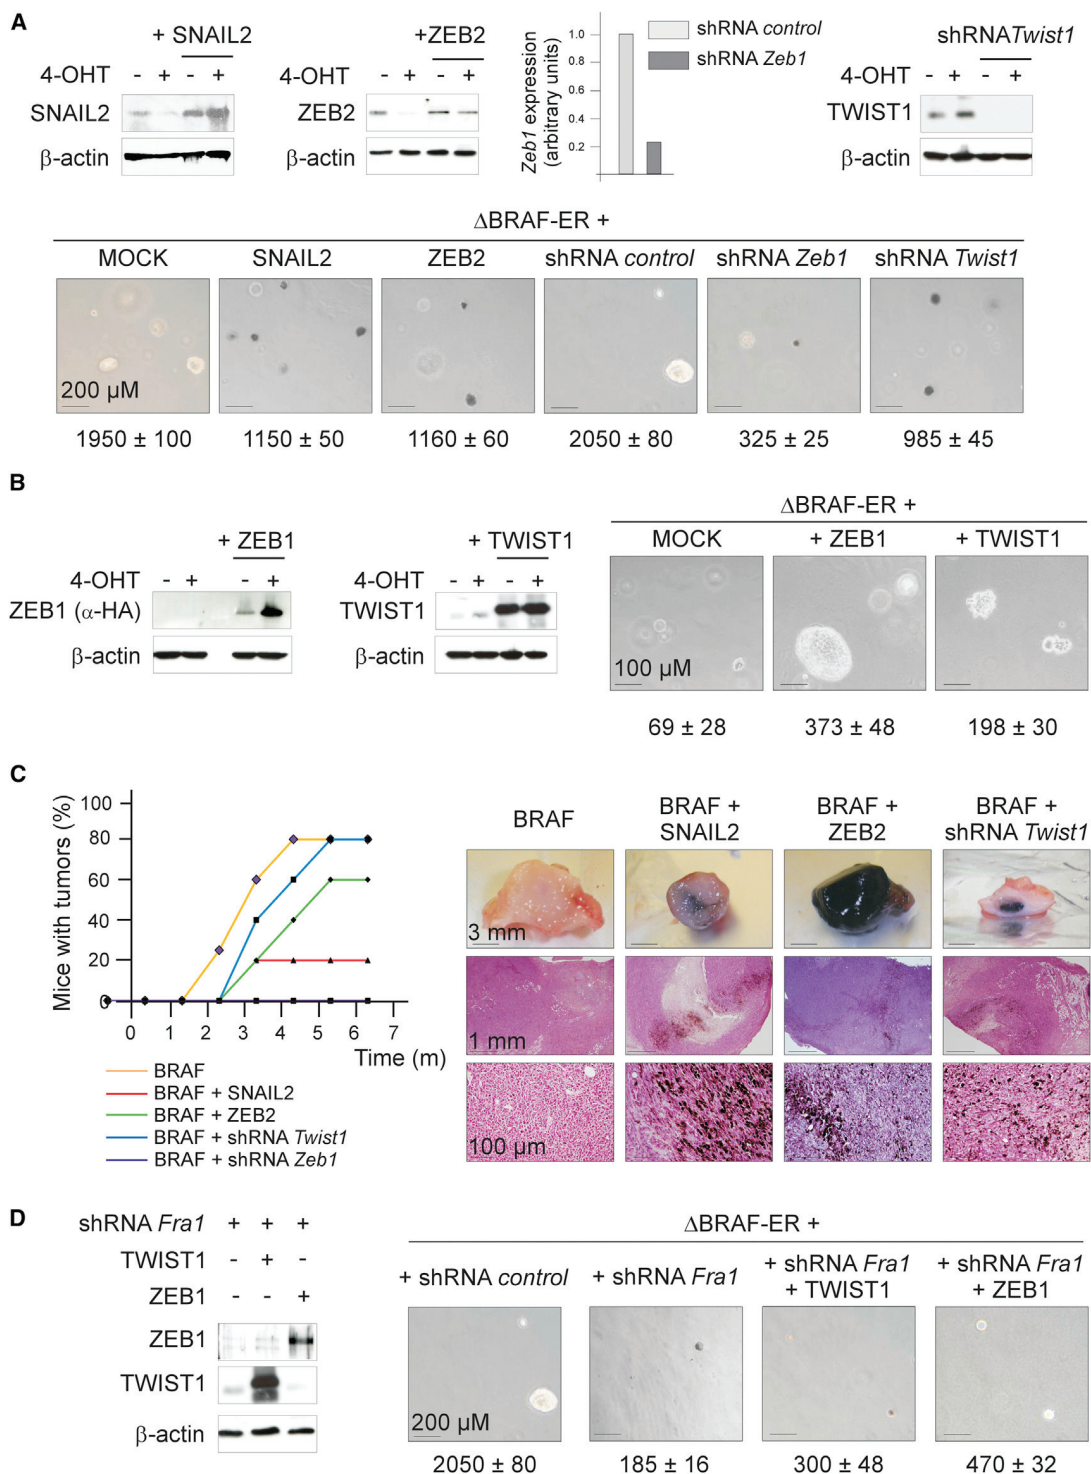 A
+ SNAIL2
4-OHT - + - +
SNAIL2
β-actin
+ZEB2
4-OHT - + - +
ZEB2
β-actin
Zeb1 expression
(arbitrary units)
1.0
0.8
0.6
0.4
0.2
shRNA control
shRNA Zeb1
shRNATwist1
4-OHT - + - +
TWIST1
β-actin
ΔBRAF-ER +
MOCK SNAIL2 ZEB2 shRNA control shRNA Zeb1 shRNA Twist1
200 µM
1950 ± 100 1150 ± 50 1160 ± 60 2050 ± 80 325 ± 25 985 ± 45
B
+ ZEB1
4-OHT - + - +
ZEB1 (α-HA)
β-actin
+ TWIST1
4-OHT - + - +
TWIST1
β-actin
ΔBRAF-ER +
MOCK + ZEB1 + TWIST1
100 µM
69 ± 28 373 ± 48 198 ± 30
C
Mice with tumors (%)
100
80
60
40
20
0
0 1 2 3 4 5 6 7
Time (m)
BRAF
BRAF + SNAIL2
BRAF + ZEB2
BRAF + shRNA Twist1
BRAF + shRNA Zeb1
BRAF
BRAF +
SNAIL2
BRAF +
ZEB2
BRAF +
shRNA Twist1
3 mm
1 mm
100 µm
D
shRNA Fra1 + + +
TWIST1 - + -
ZEB1 - - +
ZEB1
TWIST1
β-actin
ΔBRAF-ER +
+ shRNA control
+ shRNA Fra1
+ shRNA Fra1
+ TWIST1
+ shRNA Fra1
+ ZEB1
200 µM
2050 ± 80 185 ± 16 300 ± 48 470 ± 32